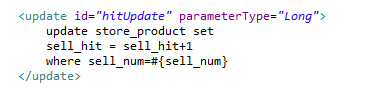 <update id="hitUpdate" parameterType="Long">
    update store_product set
    sell_hit = sell_hit+1
    where sell_num=#{sell_num}
</update>